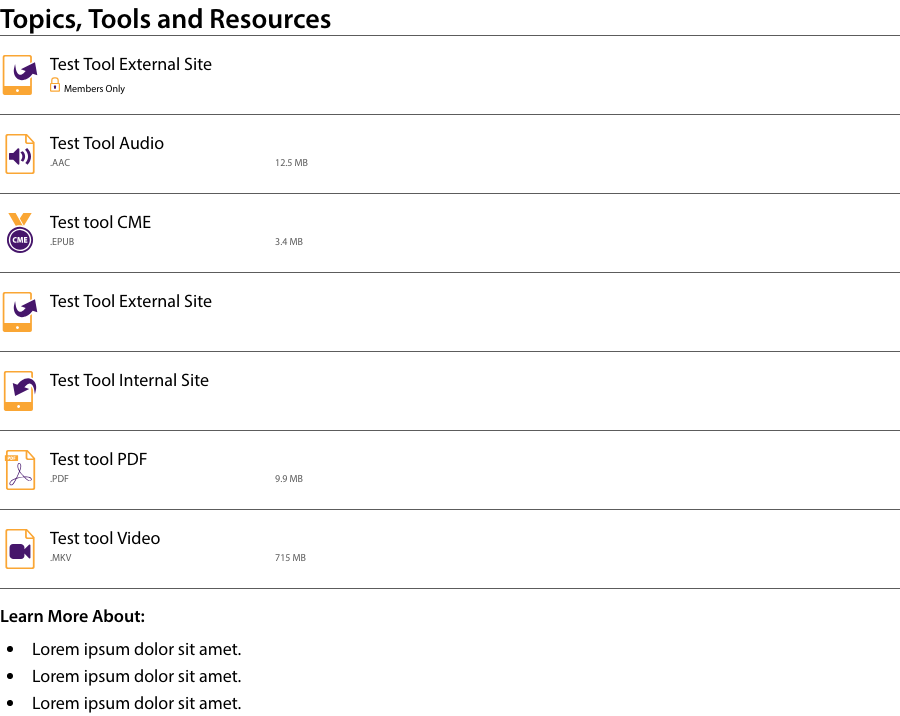 Topics, Tools and Resources
Test Tool External Site
Members Only
Test Tool Audio
.AAC 12.5 MB
Test tool CME
CME
.EPUB 3.4 MB
Test Tool External Site
Test Tool Internal Site
Test tool PDF
PDF
.PDF 9.9 MB
Test tool Video
.MKV 715 MB
Learn More About:
• Lorem ipsum dolor sit amet.
• Lorem ipsum dolor sit amet.
• Lorem ipsum dolor sit amet.